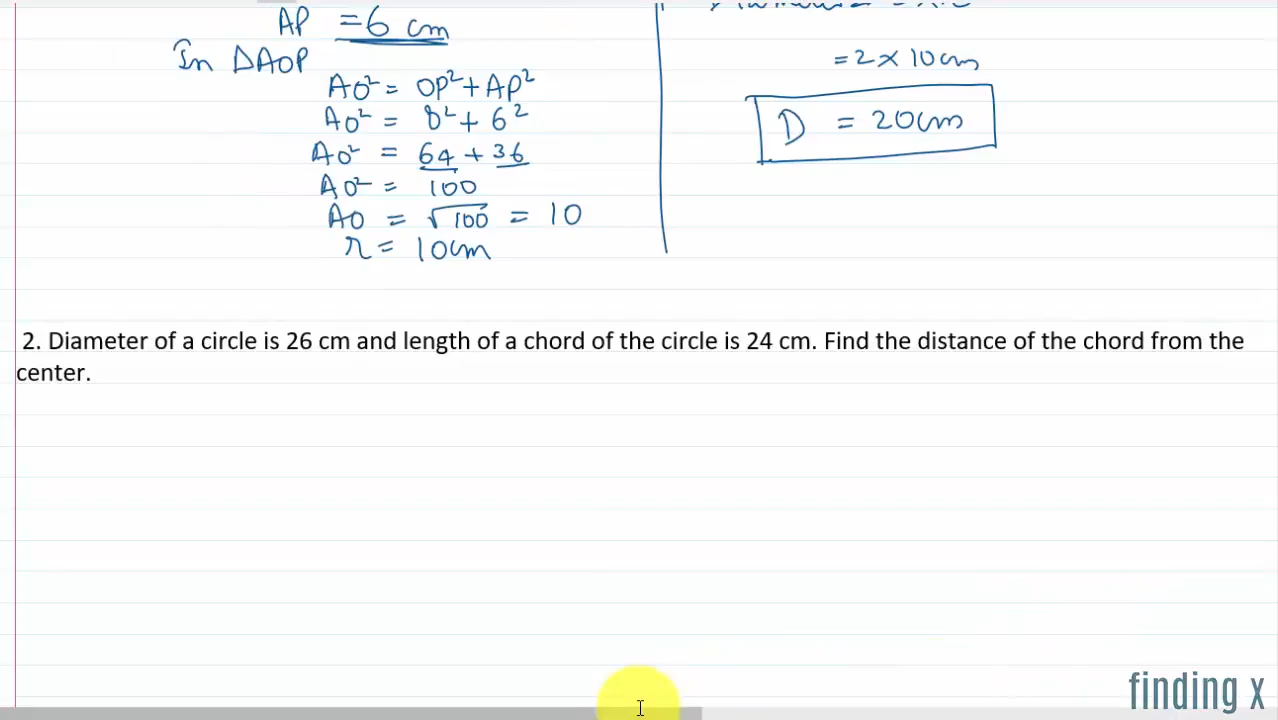 AP = 6 cm
In ΔAOP
AO² = OP² + AP²
AO² = 8² + 6²
AO² = 64 + 36
AO² = 100
AO = √100 = 10
r = 10cm
= 2 × 10cm
D = 20cm
2. Diameter of a circle is 26 cm and length of a chord of the circle is 24 cm. Find the distance of the chord from the
center.
finding x